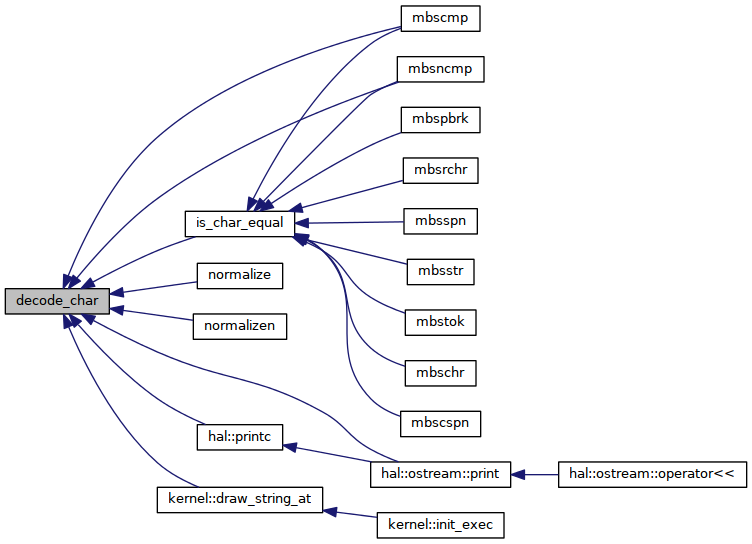 mbscmp
mbsncmp
mbspbrk
mbsrchr
is_char_equal
mbsspn
mbsstr
normalize
decode_char
mbstok
normalizen
mbschr
mbscspn
hal::printc
hal::ostream::print
hal::ostream::operator<<
kernel::draw_string_at
kernel::init_exec